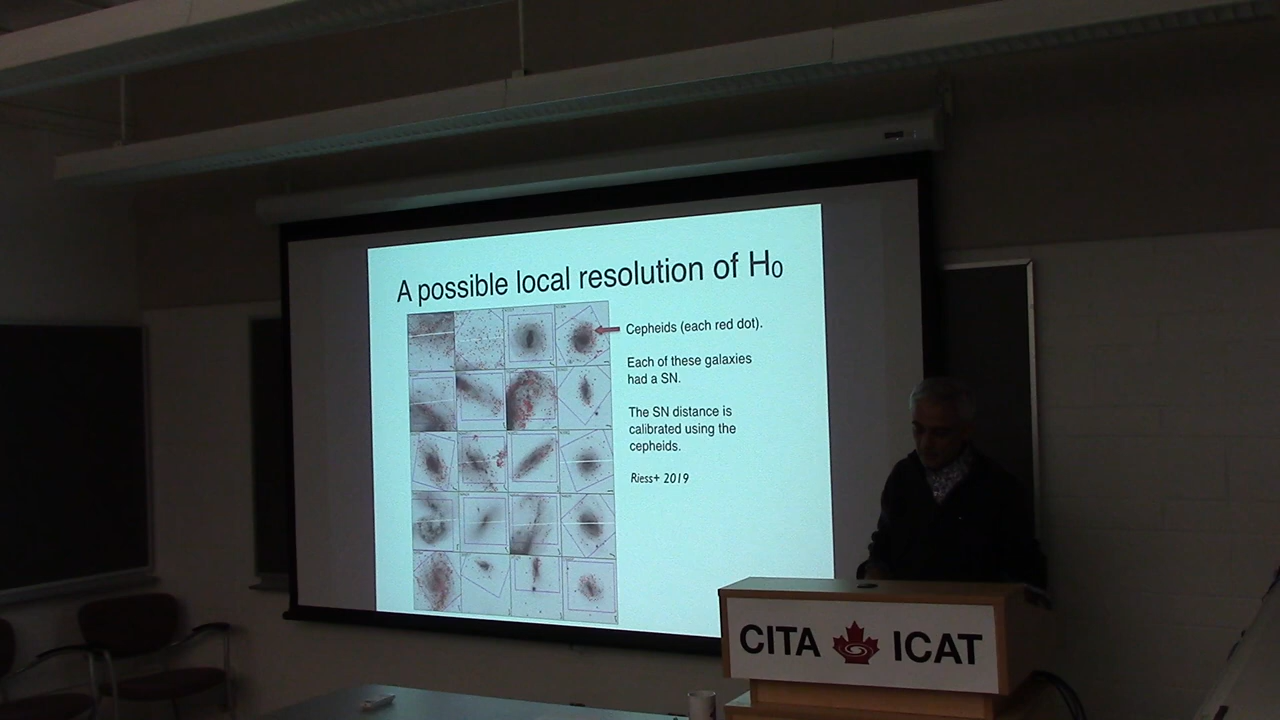 A possible local resolution of H₀
Cepheids (each red dot).
Each of these galaxies
had a SN.
The SN distance is
calibrated using the
cepheids.
Riess+ 2019
CITA ICAT